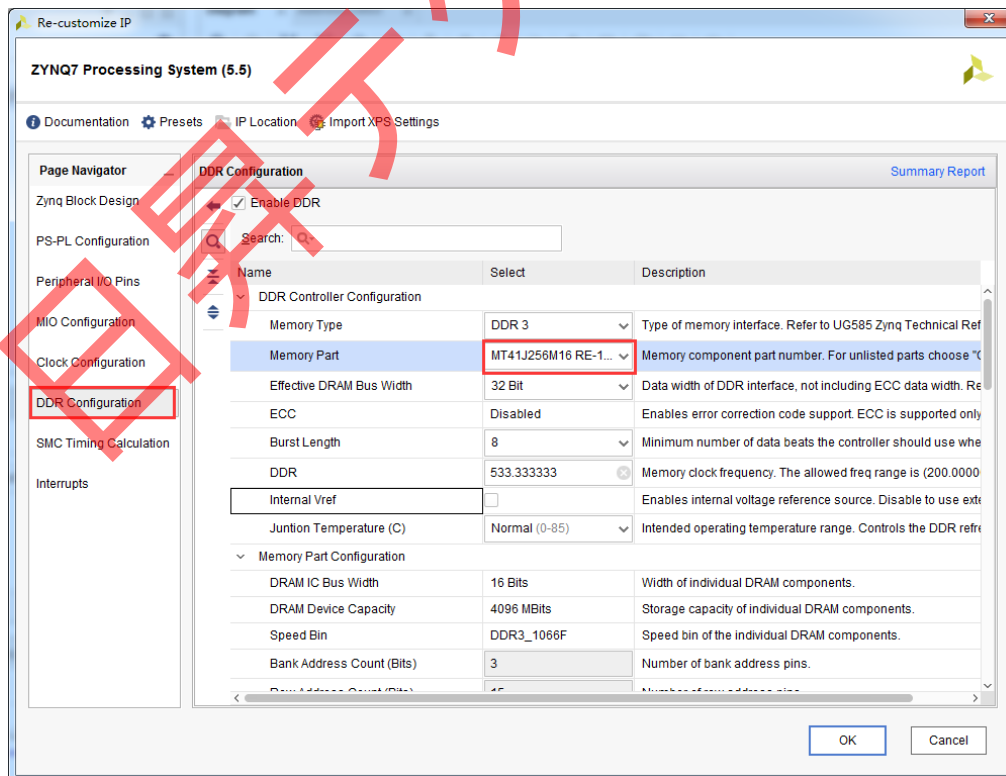 Re-customize IP
ZYNQ7 Processing System (5.5)
Documentation Presets IP Location Import XPS Settings
Page Navigator
Zynq Block Design
PS-PL Configuration
Peripheral I/O Pins
MIO Configuration
Clock Configuration
DDR Configuration
SMC Timing Calculation
Interrupts
DDR Configuration Summary Report
Enable DDR
Search:
Name Select Description
DDR Controller Configuration
Memory Type DDR 3 Type of memory interface. Refer to UG585 Zynq Technical Ref
Memory Part MT41J256M16 RE-1... Memory component part number. For unlisted parts choose "C
Effective DRAM Bus Width 32 Bit Data width of DDR interface, not including ECC data width. Re
ECC Disabled Enables error correction code support. ECC is supported only
Burst Length 8 Minimum number of data beats the controller should use whe
DDR 533.333333 Memory clock frequency. The allowed freq range is (200.0000
Internal Vref Enables internal voltage reference source. Disable to use exte
Juntion Temperature (C) Normal (0-85) Intended operating temperature range. Controls the DDR refre
Memory Part Configuration
DRAM IC Bus Width 16 Bits Width of individual DRAM components.
DRAM Device Capacity 4096 MBits Storage capacity of individual DRAM components.
Speed Bin DDR3_1066F Speed bin of the individual DRAM components.
Bank Address Count (Bits) 3 Number of bank address pins.
Row Address Count (Bits) 15 Number of row address pins.
OK Cancel